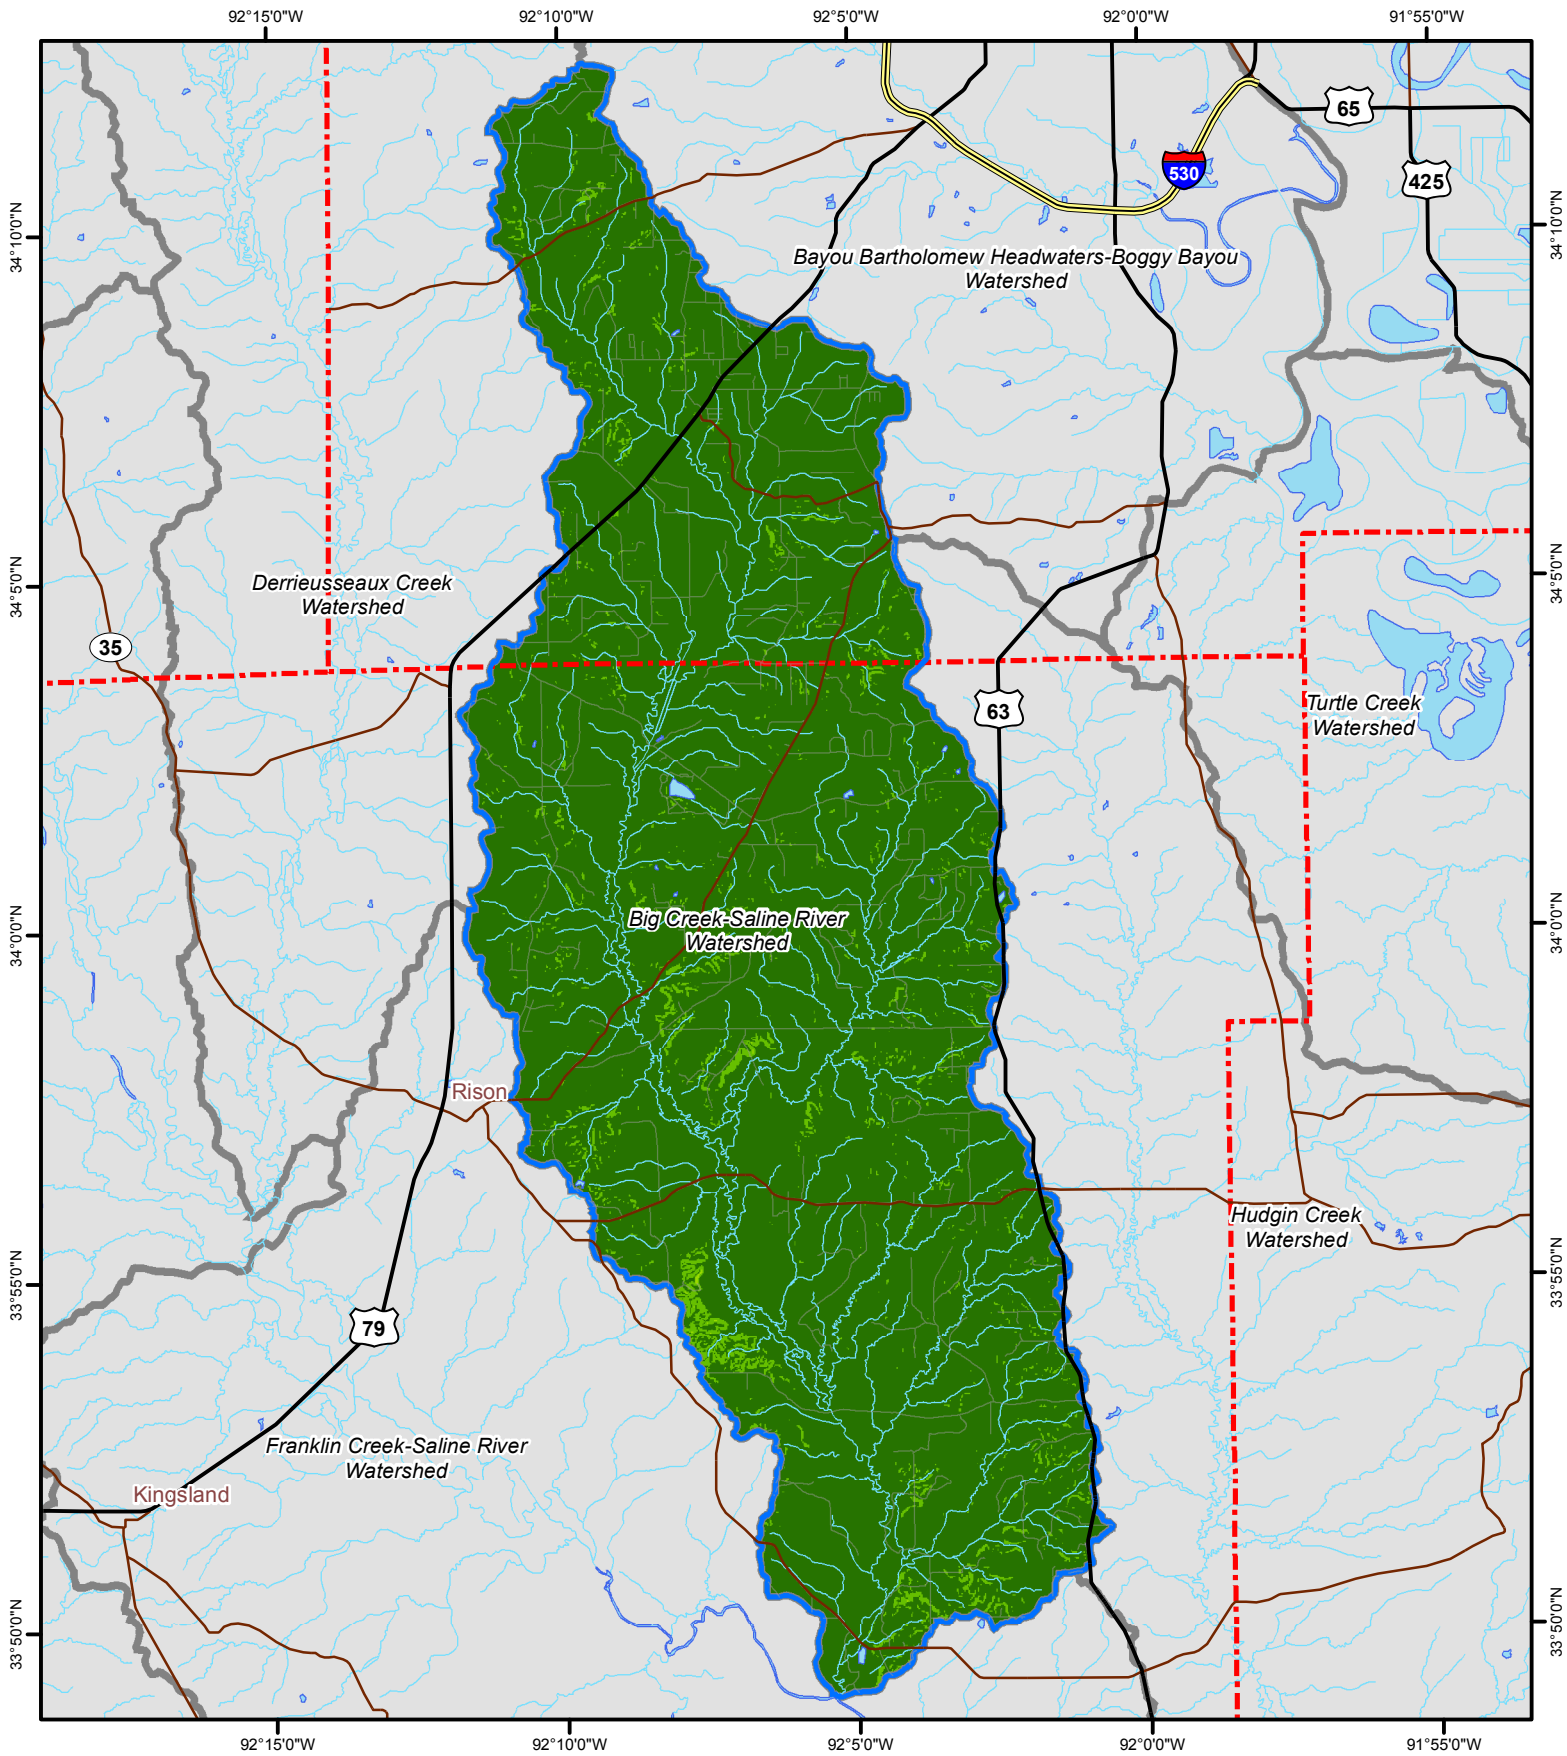 92°15'0"W
92°10'0"W
92°5'0"W
92°0'0"W
91°55'0"W
65
530
425
34°10'0"N
34°10'0"N
Bayou Bartholomew Headwaters-Boggy Bayou
Watershed
Derrieusseaux Creek
Watershed
34°5'0"N
34°5'0"N
35
63
Turtle Creek
Watershed
Big Creek-Saline River
Watershed
34°0'0"N
34°0'0"N
Rison
Hudgin Creek
Watershed
33°55'0"N
33°55'0"N
79
Franklin Creek-Saline River
Watershed
Kingsland
33°50'0"N
33°50'0"N
92°15'0"W
92°10'0"W
92°5'0"W
92°0'0"W
91°55'0"W